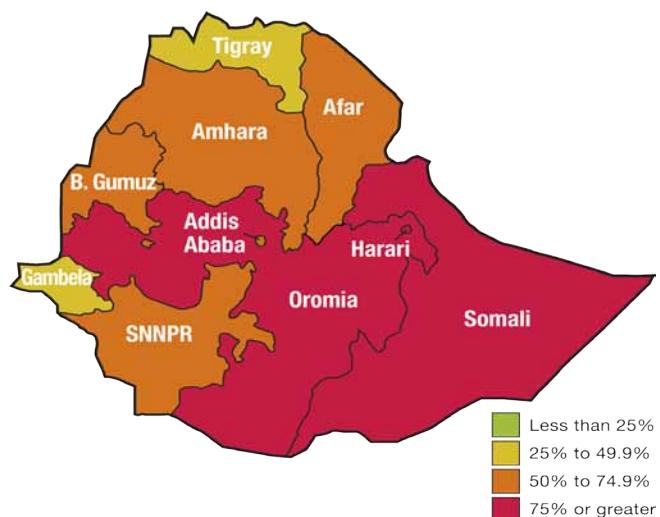 Tigray
Afar
Amhara
B. Gumuz
Addis
Ababa
Harari
Gambela
Oromia
Somali
SNNPR
Less than 25%
25% to 49.9%
50% to 74.9%
75% or greater